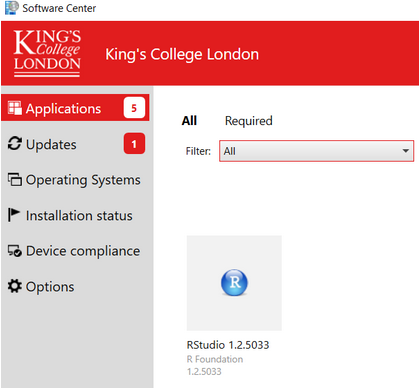 Software Center
KING'S
College
LONDON
King's College London
Applications 5
Updates 1
Operating Systems
Installation status
Device compliance
Options
All Required
Filter: All
R
RStudio 1.2.5033
R Foundation
1.2.5033